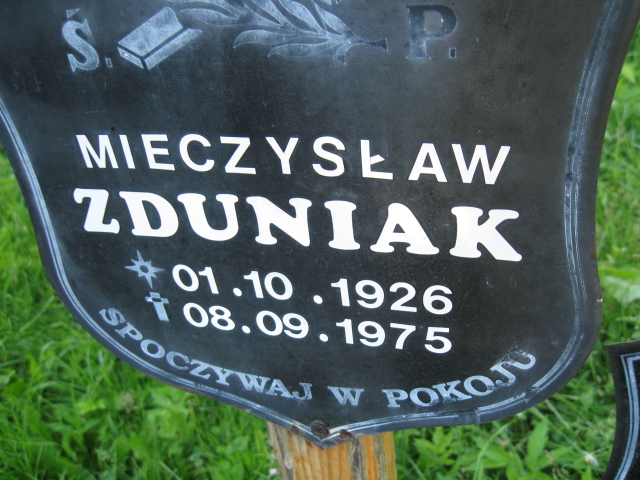 Ś. P.
MIECZYSŁAW
ZDUNIAK
01.10.1926
08.09.1975
SPOCZYWAJ W POKOJU